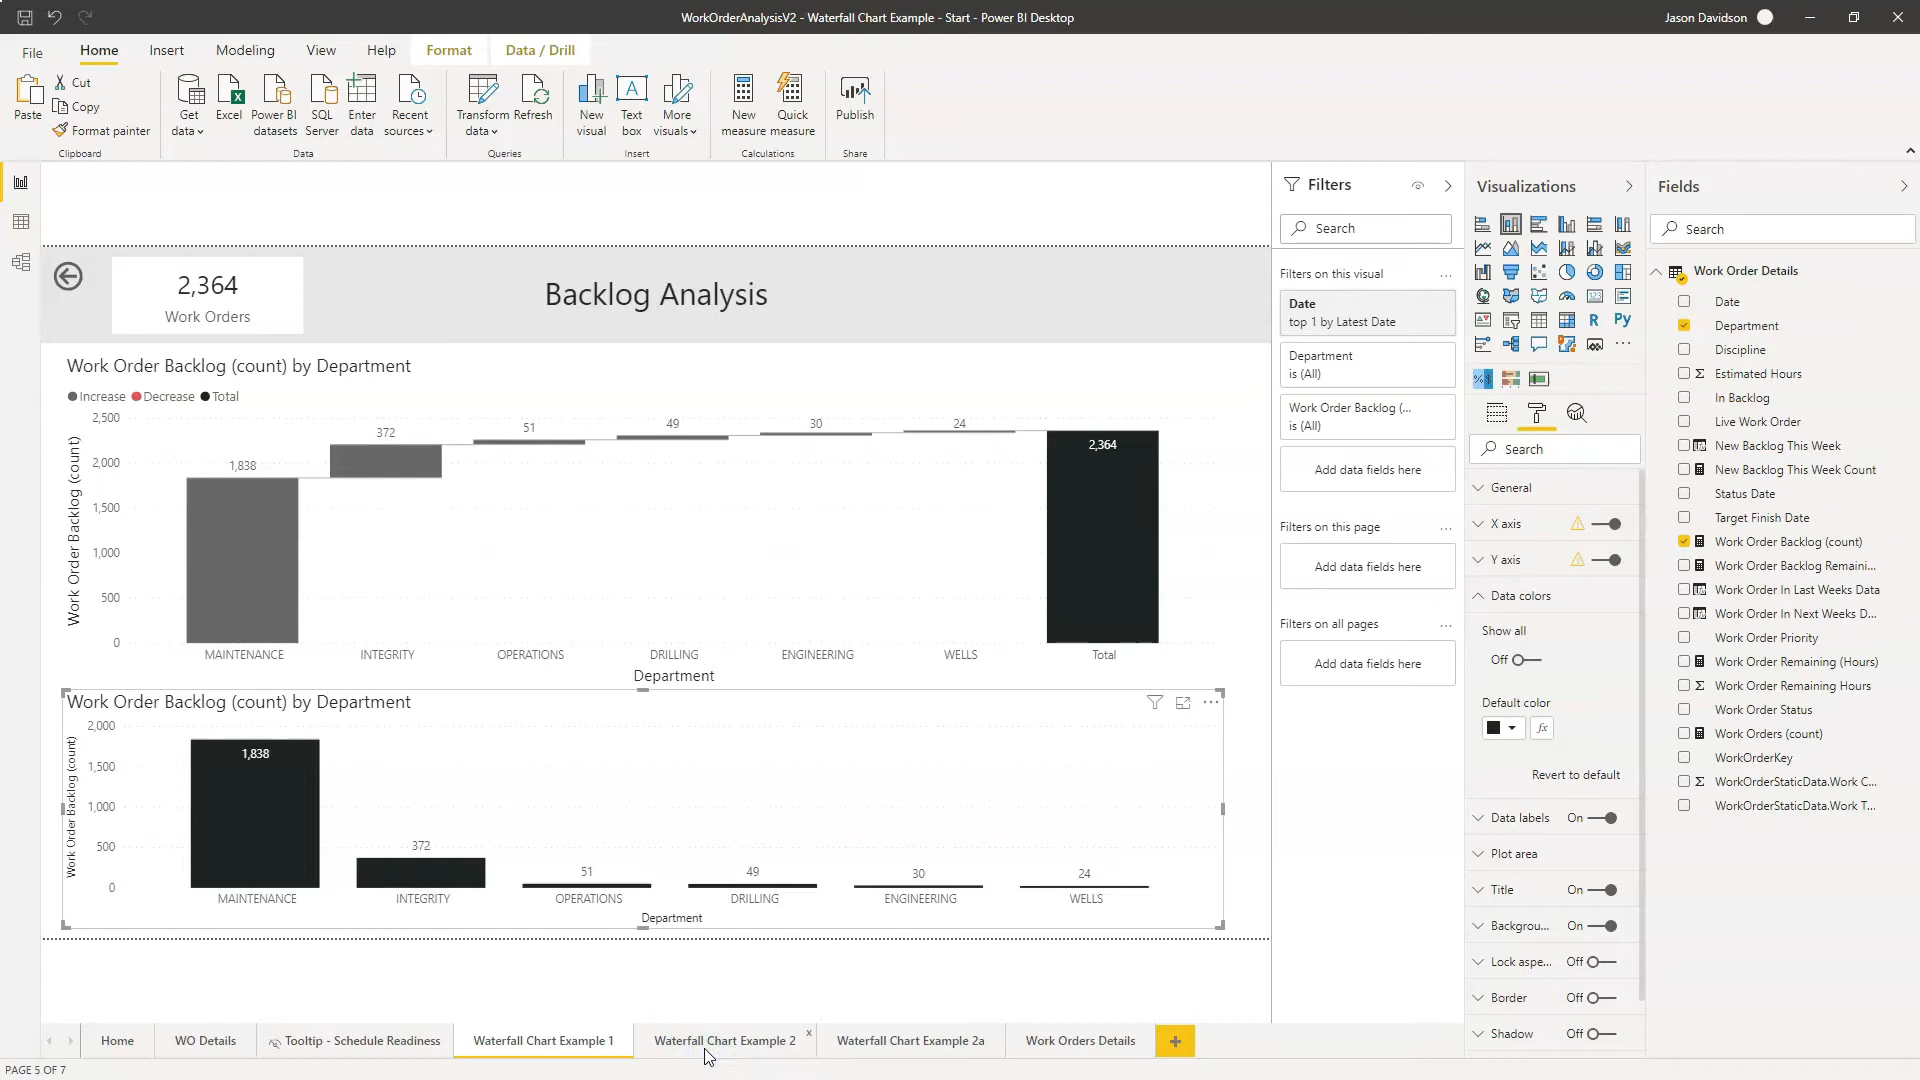 WorkOrderAnalysisV2 - Waterfall Chart Example - Start - Power BI Desktop
Jason Davidson
File
Home
Insert
Modeling
View
Help
Format
Data / Drill
Paste
Cut
Copy
Format painter
Clipboard
Get data
Excel
Power BI datasets
SQL Server
Enter data
Recent sources
Data
Transform data
Refresh
Queries
New visual
Text box
More visuals
Insert
New measure
Quick measure
Calculations
Publish
Share
2,364
Work Orders
Backlog Analysis
Work Order Backlog (count) by Department
Increase Decrease Total
Work Order Backlog (count)
2,500
2,000
1,500
1,000
500
0
1,838
372
51
49
30
24
2,364
MAINTENANCE
INTEGRITY
OPERATIONS
DRILLING
ENGINEERING
WELLS
Total
Department
Work Order Backlog (count) by Department
Work Order Backlog (count)
2,000
1,500
1,000
500
0
1,838
372
51
49
30
24
MAINTENANCE
INTEGRITY
OPERATIONS
DRILLING
ENGINEERING
WELLS
Department
Filters
Search
Filters on this visual
...
Date
top 1 by Latest Date
Department
is (All)
Work Order Backlog (...
is (All)
Add data fields here
Filters on this page
...
Add data fields here
Filters on all pages
...
Add data fields here
Visualizations
R
Py
123
...
Search
General
X axis
Y axis
Data colors
Show all
Off
Default color
fx
Revert to default
Data labels On
Plot area
Title On
Backgrou... On
Lock aspe... Off
Border Off
Shadow Off
Fields
Search
Work Order Details
Date
Department
Discipline
Estimated Hours
In Backlog
Live Work Order
New Backlog This Week
New Backlog This Week Count
Status Date
Target Finish Date
Work Order Backlog (count)
Work Order Backlog Remaini...
Work Order In Last Weeks Data
Work Order In Next Weeks D...
Work Order Priority
Work Order Remaining (Hours)
Work Order Remaining Hours
Work Order Status
Work Orders (count)
WorkOrderKey
WorkOrderStaticData.Work C...
WorkOrderStaticData.Work T...
Home
WO Details
Tooltip - Schedule Readiness
Waterfall Chart Example 1
Waterfall Chart Example 2
x
Waterfall Chart Example 2a
Work Orders Details
+
PAGE 5 OF 7